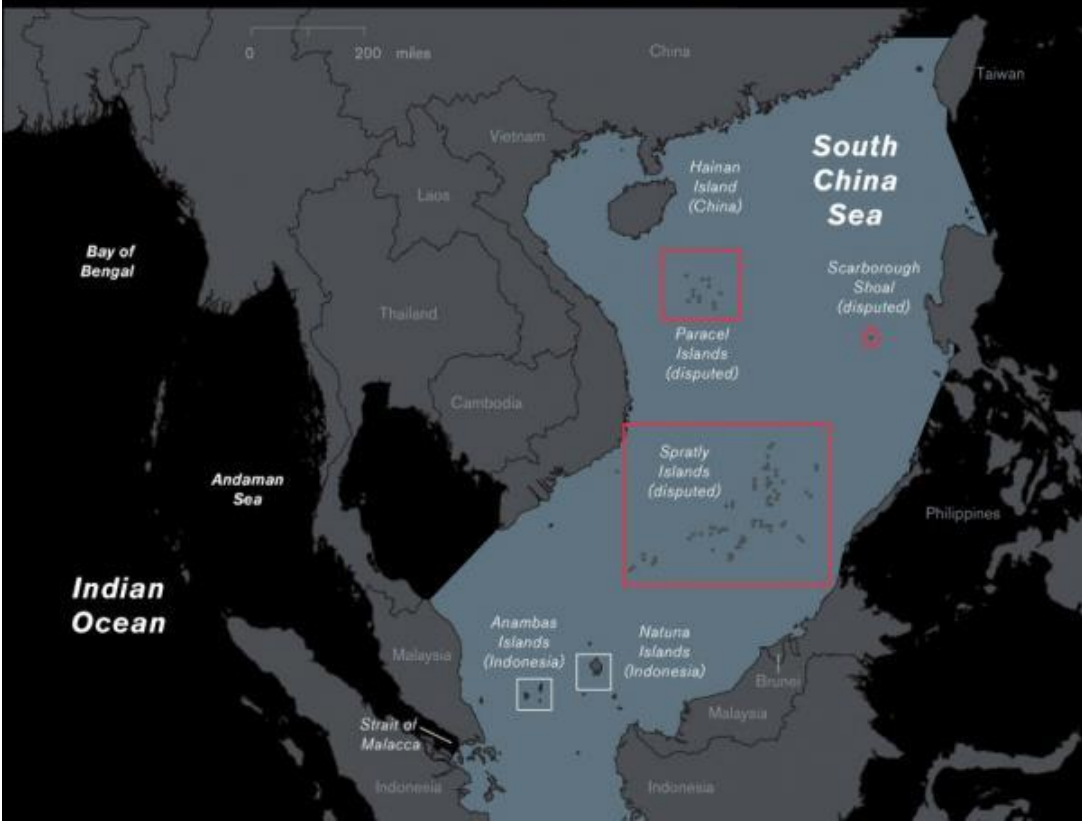 0 200 miles
China
Taiwan
Vietnam
South
China
Sea
Hainan
Island
(China)
Laos
Bay of
Bengal
Scarborough
Shoal
(disputed)
Thailand
Paracel
Islands
(disputed)
Cambodia
Spratly
Islands
(disputed)
Andaman
Sea
Philippines
Indian
Ocean
Anambas
Islands
(Indonesia)
Natuna
Islands
(Indonesia)
Malaysia
Brunei
Malaysia
Strait of
Malacca
Indonesia
Indonesia